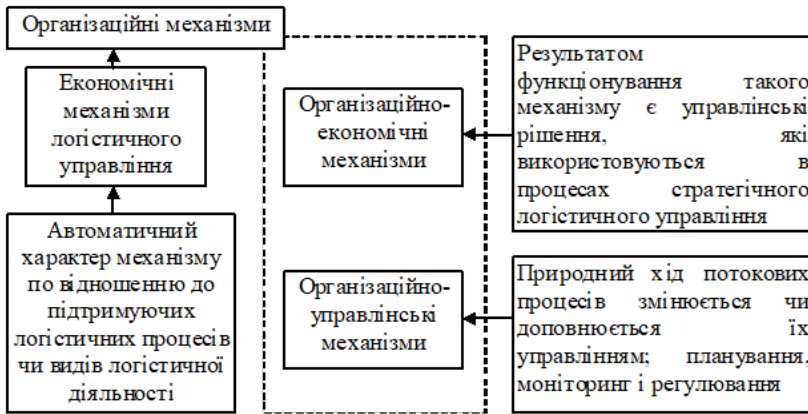 Організаційні механізми
Економічні
механізми
логістичного
управління
Автоматичний
характер механізму
по відношенню до
підтримуючих
логістичних процесів
чи видів логістичної
діяльності
Організаційно-
економічні
механізми
Організаційно-
управлінські
механізми
Результатом
функціонування такого
механізму є управлінські
рішення, які
використовуються в
процесах стратегічного
логістичного управління
Природний хід потокових
процесів змінюється чи
доповнюється їх
управлінням; планування,
моніторинг і регулювання